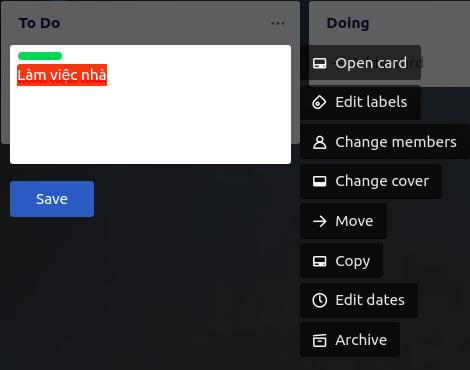 To Do
Làm việc nhà
Save
Doing
Open card
Edit labels
Change members
Change cover
Move
Copy
Edit dates
Archive